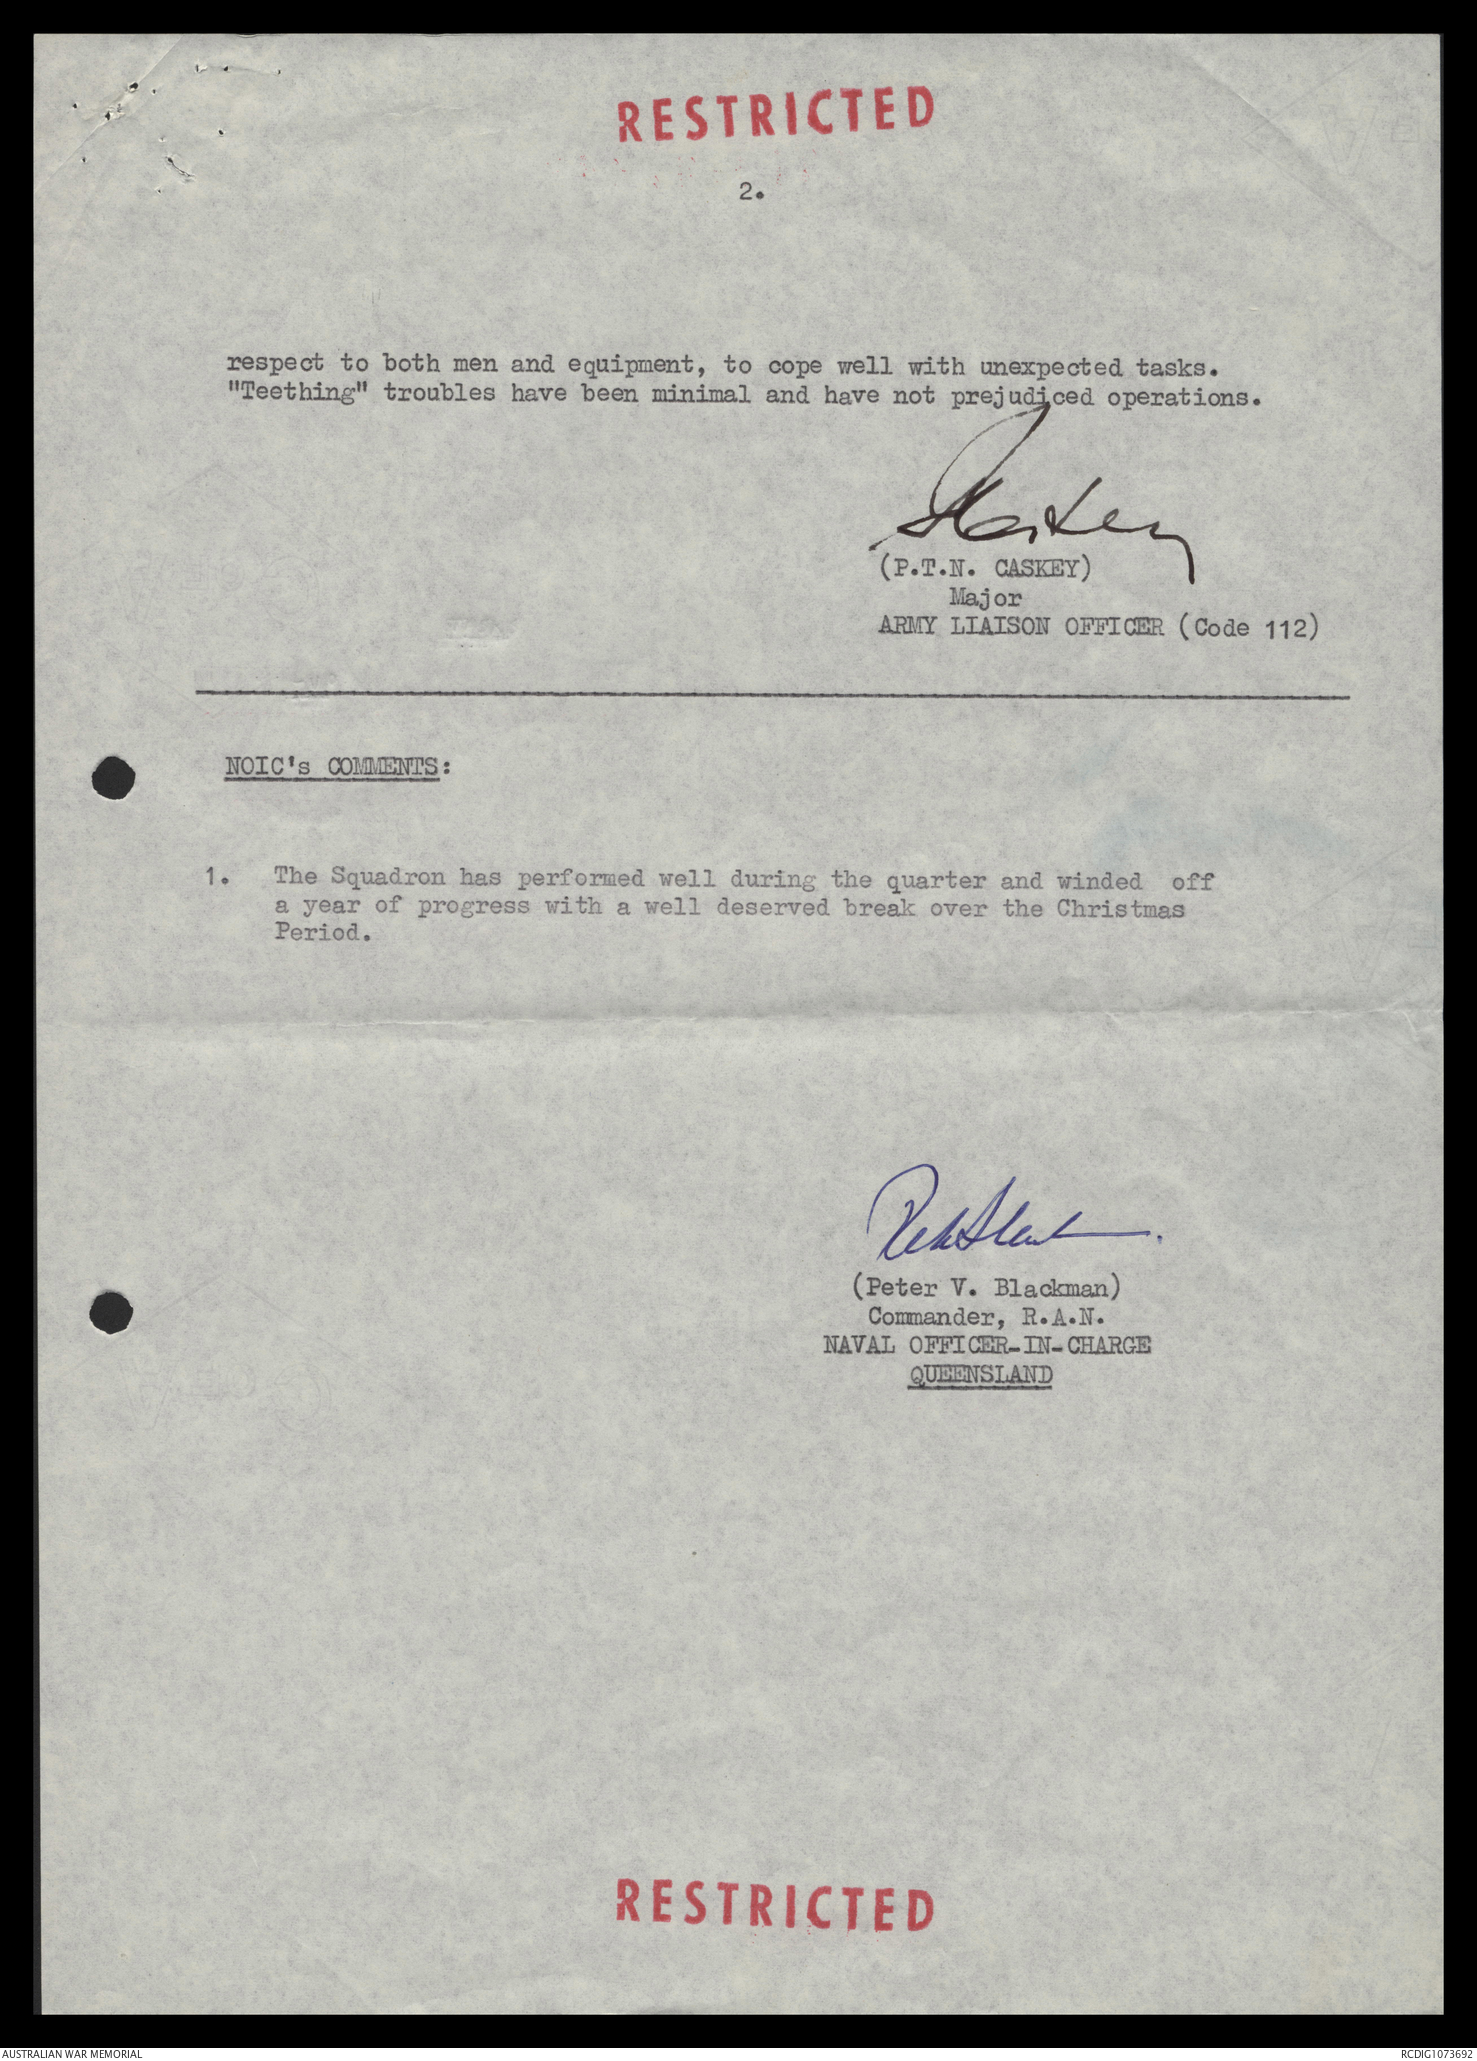 RESTRICTED
2.
respect to both men and equipment, to cope well with unexpected tasks.
"Teething" troubles have been minimal and have not prejudiced operations.
(P.T.N. CASKEY)
Major
ARMY LIAISON OFFICER (Code 112)
NOIC's COMMENTS:
1. The Squadron has performed well during the quarter and winded off
a year of progress with a well deserved break over the Christmas
Period.
(Peter V. Blackman)
Commander, R.A.N.
NAVAL OFFICER-IN-CHARGE
QUEENSLAND
RESTRICTED
AUSTRALIAN WAR MEMORIAL
RCDIG1073692